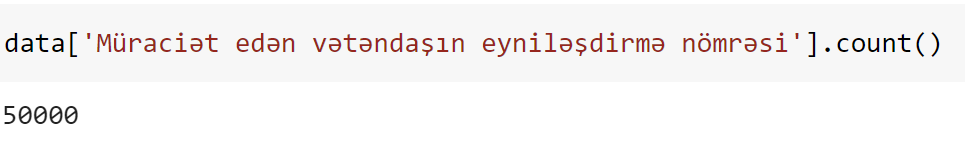 data['Müraciət edən vətəndaşın eyniləşdirmə nömrəsi'].count()
50000